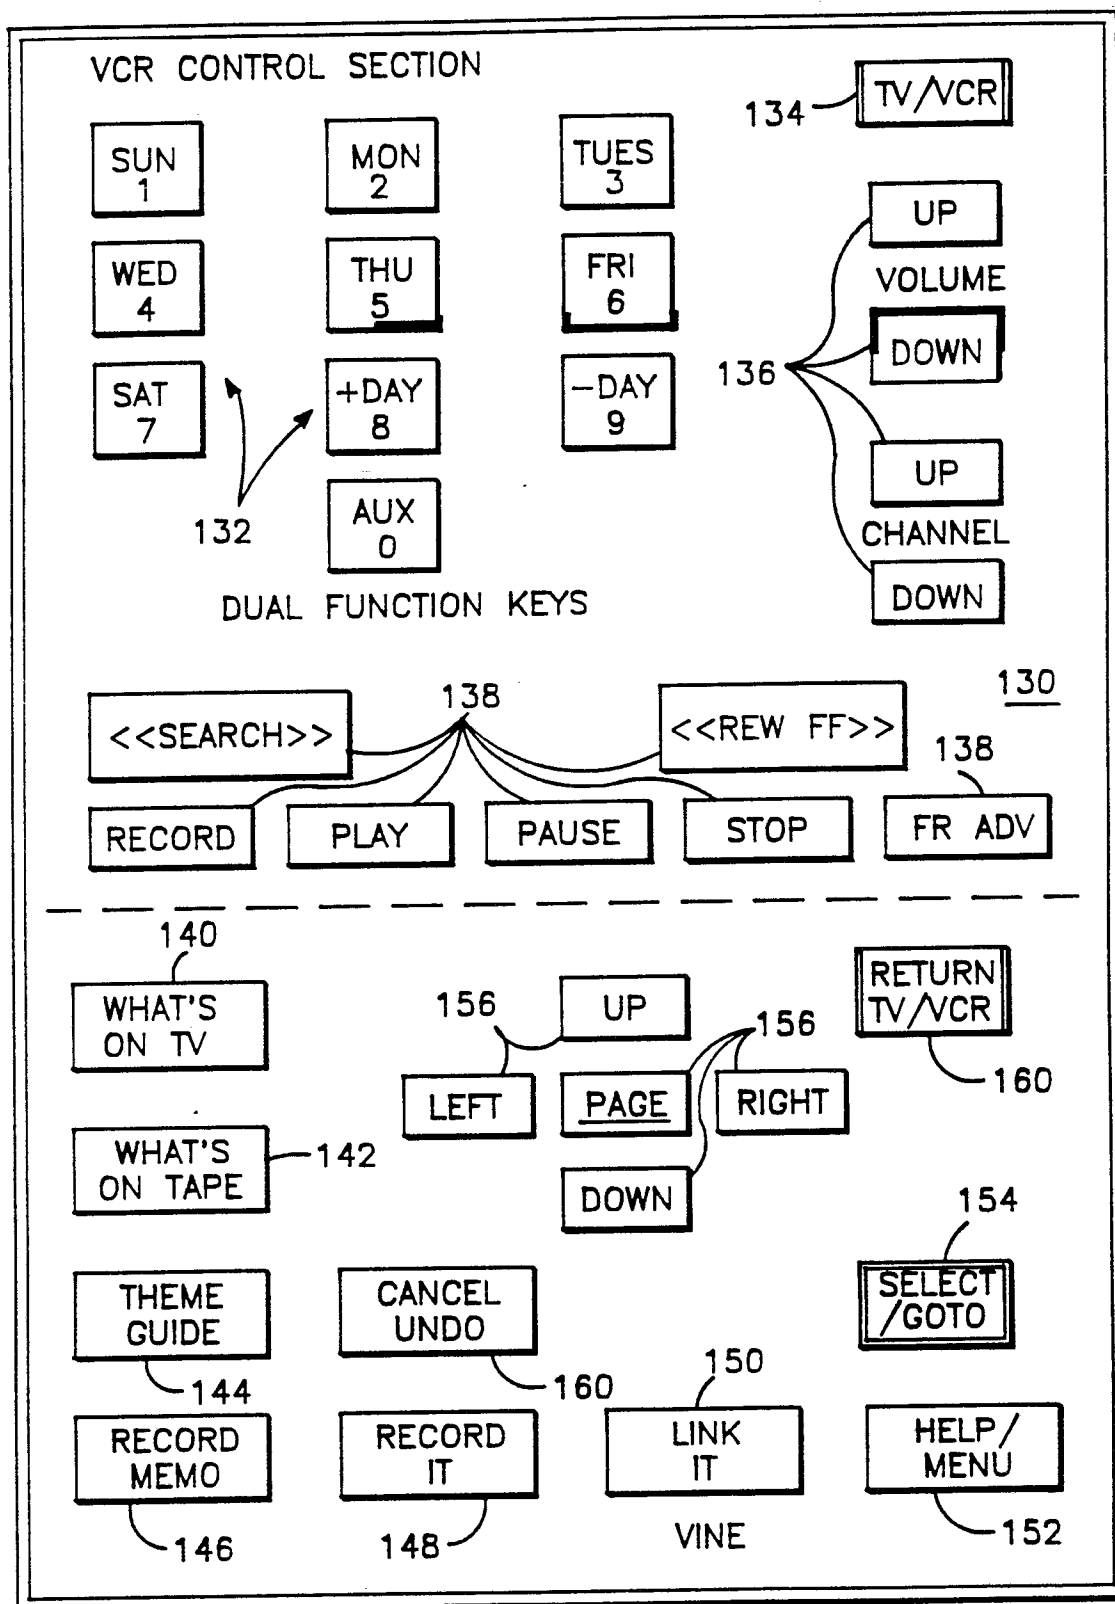 VCR CONTROL SECTION
TV/VCR
134
SUN
1
MON
2
TUES
3
UP
VOLUME
DOWN
WED
4
THU
5
FRI
6
136
SAT
7
+DAY
8
-DAY
9
UP
CHANNEL
DOWN
132
AUX
0
DUAL FUNCTION KEYS
130
<<SEARCH>>
138
<<REW FF>>
138
RECORD
PLAY
PAUSE
STOP
FR ADV
140
WHAT'S
ON TV
156
UP
156
RETURN
TV/VCR
160
LEFT
PAGE
RIGHT
WHAT'S
ON TAPE
142
DOWN
154
THEME
GUIDE
144
CANCEL
UNDO
160
SELECT
/GOTO
150
RECORD
MEMO
146
RECORD
IT
148
LINK
IT
VINE
HELP/
MENU
152